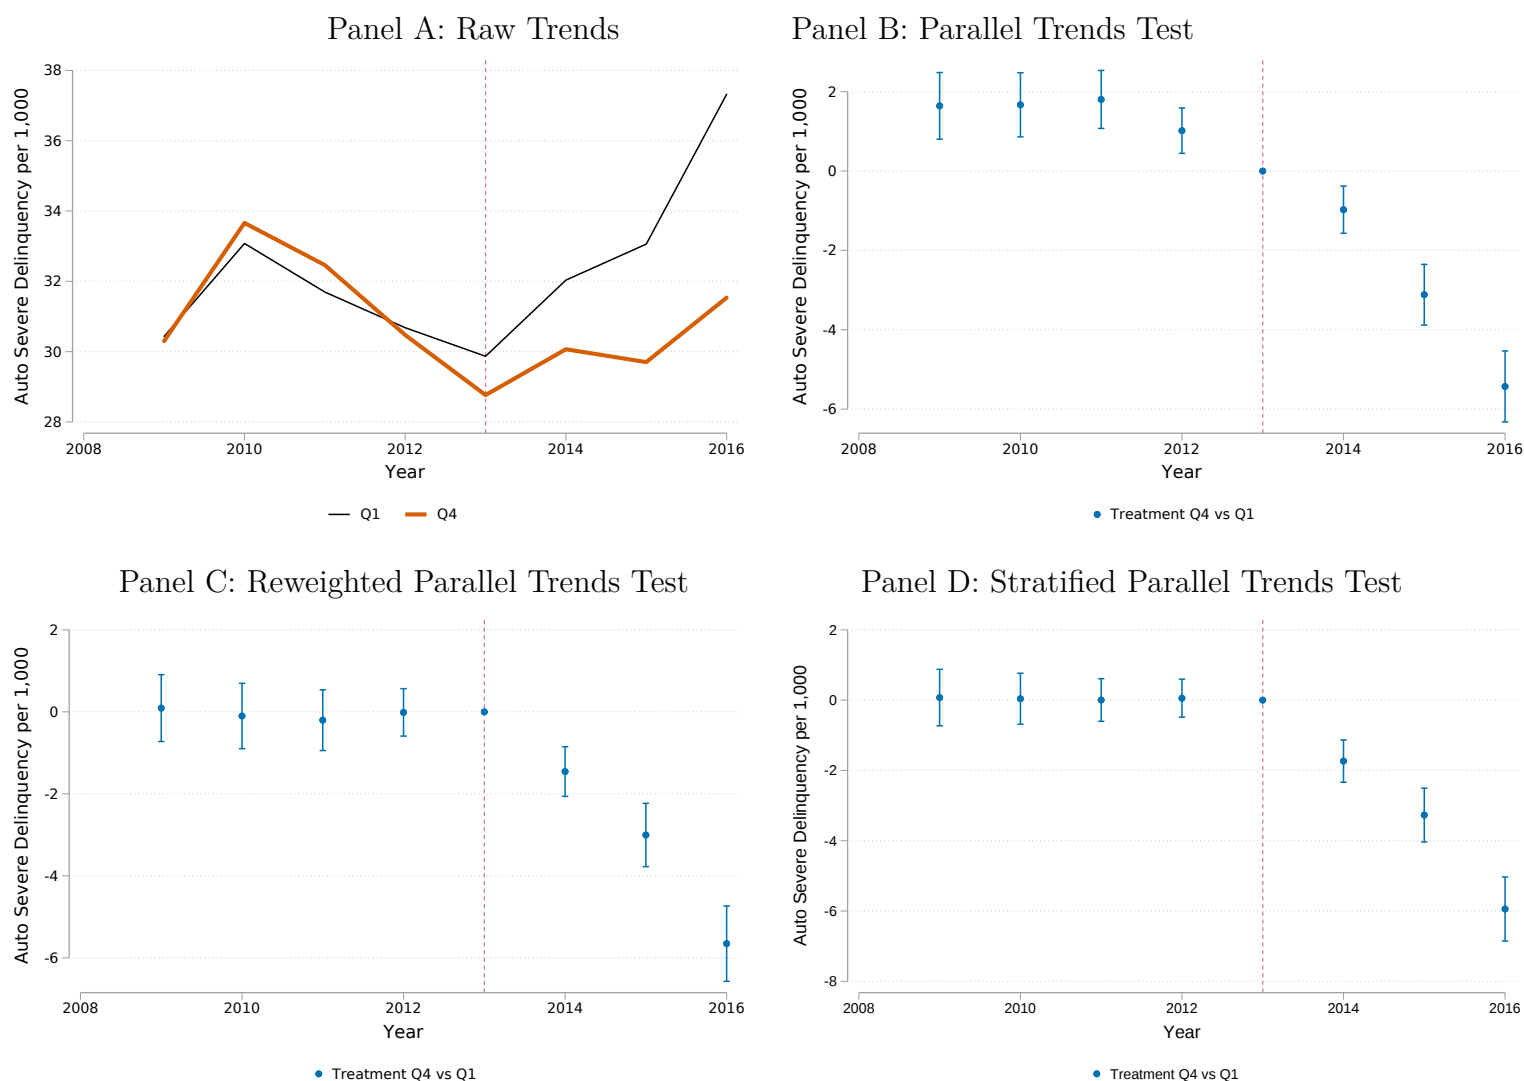 Panel A: Raw Trends
Auto Severe Delinquency per 1,000
38
36
34
32
30
28
2008 2010 2012 2014 2016
Year
Q1 Q4
Panel B: Parallel Trends Test
Auto Severe Delinquency per 1,000
2
0
-2
-4
-6
2008 2010 2012 2014 2016
Year
Treatment Q4 vs Q1
Panel C: Reweighted Parallel Trends Test
Auto Severe Delinquency per 1,000
2
0
-2
-4
-6
2008 2010 2012 2014 2016
Year
Treatment Q4 vs Q1
Panel D: Stratified Parallel Trends Test
Auto Severe Delinquency per 1,000
2
0
-2
-4
-6
-8
2008 2010 2012 2014 2016
Year
Treatment Q4 vs Q1